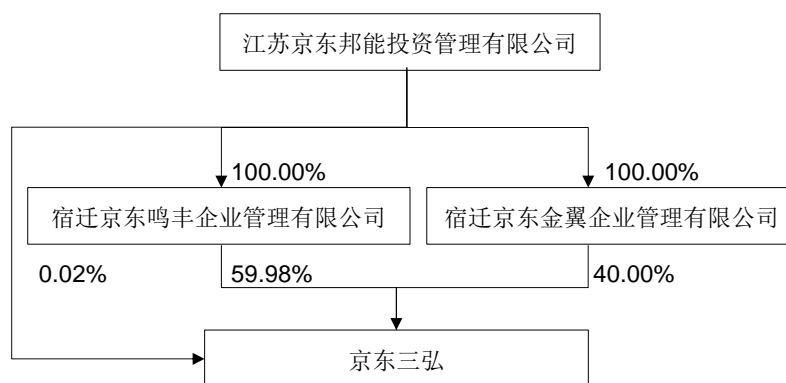 江苏京东邦能投资管理有限公司
100.00%
100.00%
宿迁京东鸣丰企业管理有限公司
宿迁京东金翼企业管理有限公司
0.02%
59.98%
40.00%
京东三弘